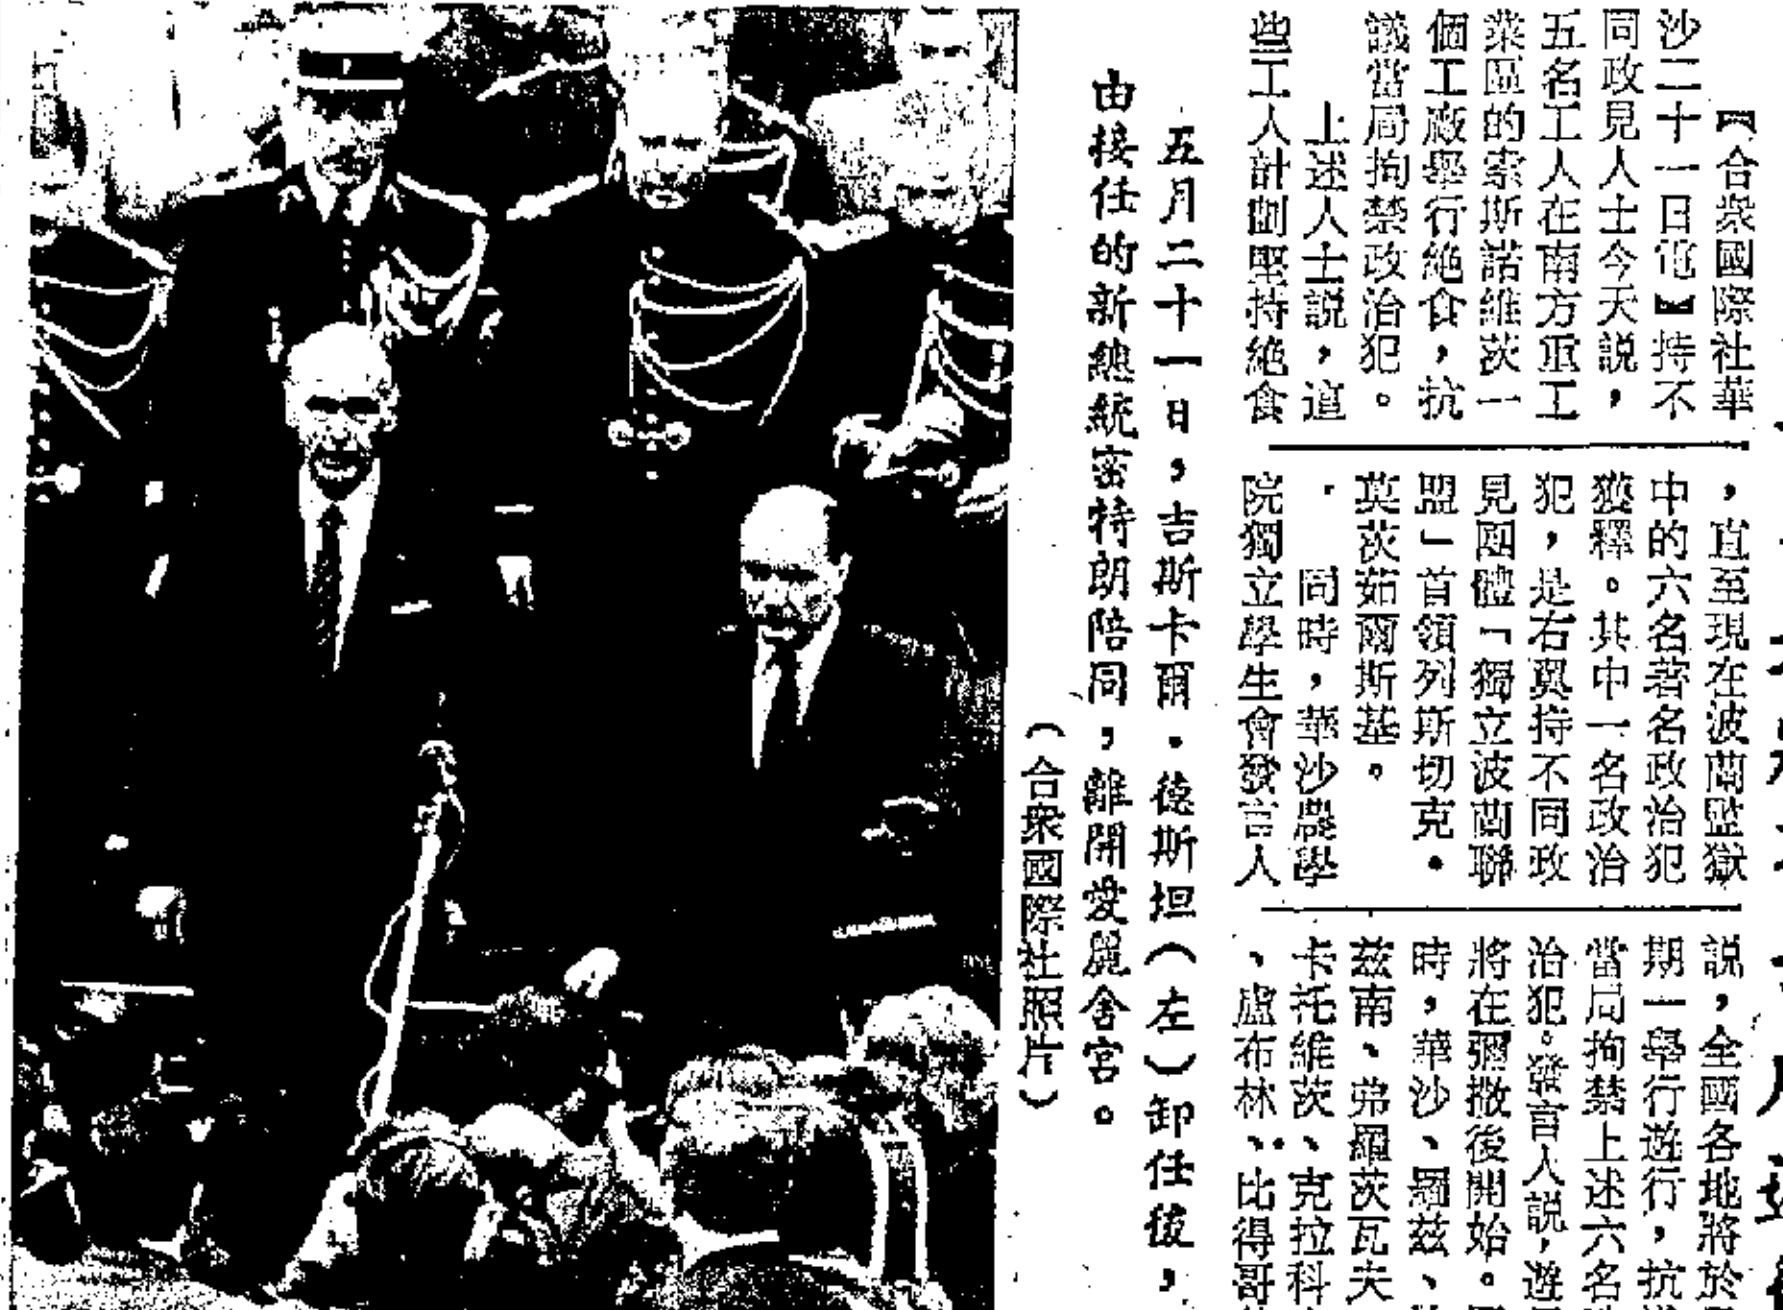 【合衆國際社華
沙二十一日電】持不
同政見人士今天説，
五名工人在南方重工
業區的索斯諾維茨一
個工廠舉行絶食，抗
議當局拘禁政治犯。
上述人士説，這
些工人計劃堅持絶食
，直至現在波蘭監獄
中的六名著名政治犯
獲釋。其中一名政治
犯，是右翼持不同政
見團體「獨立波蘭聯
盟」首領列斯切克·
莫茨茹爾斯基。
同時，華沙農學
院獨立學生會發言人
説，全國各地將於
期一舉行遊行，抗
當局拘禁上述六名
治犯。發言人説，遊
將在彌撒後開始。
時，華沙、羅茲、
茲南、弗羅茨瓦夫
卡托維茨、克拉科
、盧布林、比得哥
五月二十一日，吉斯卡爾·德斯坦（左）卸任後，
由接任的新總統密特朗陪同，離開愛麗舍宮。
（合衆國際社照片）